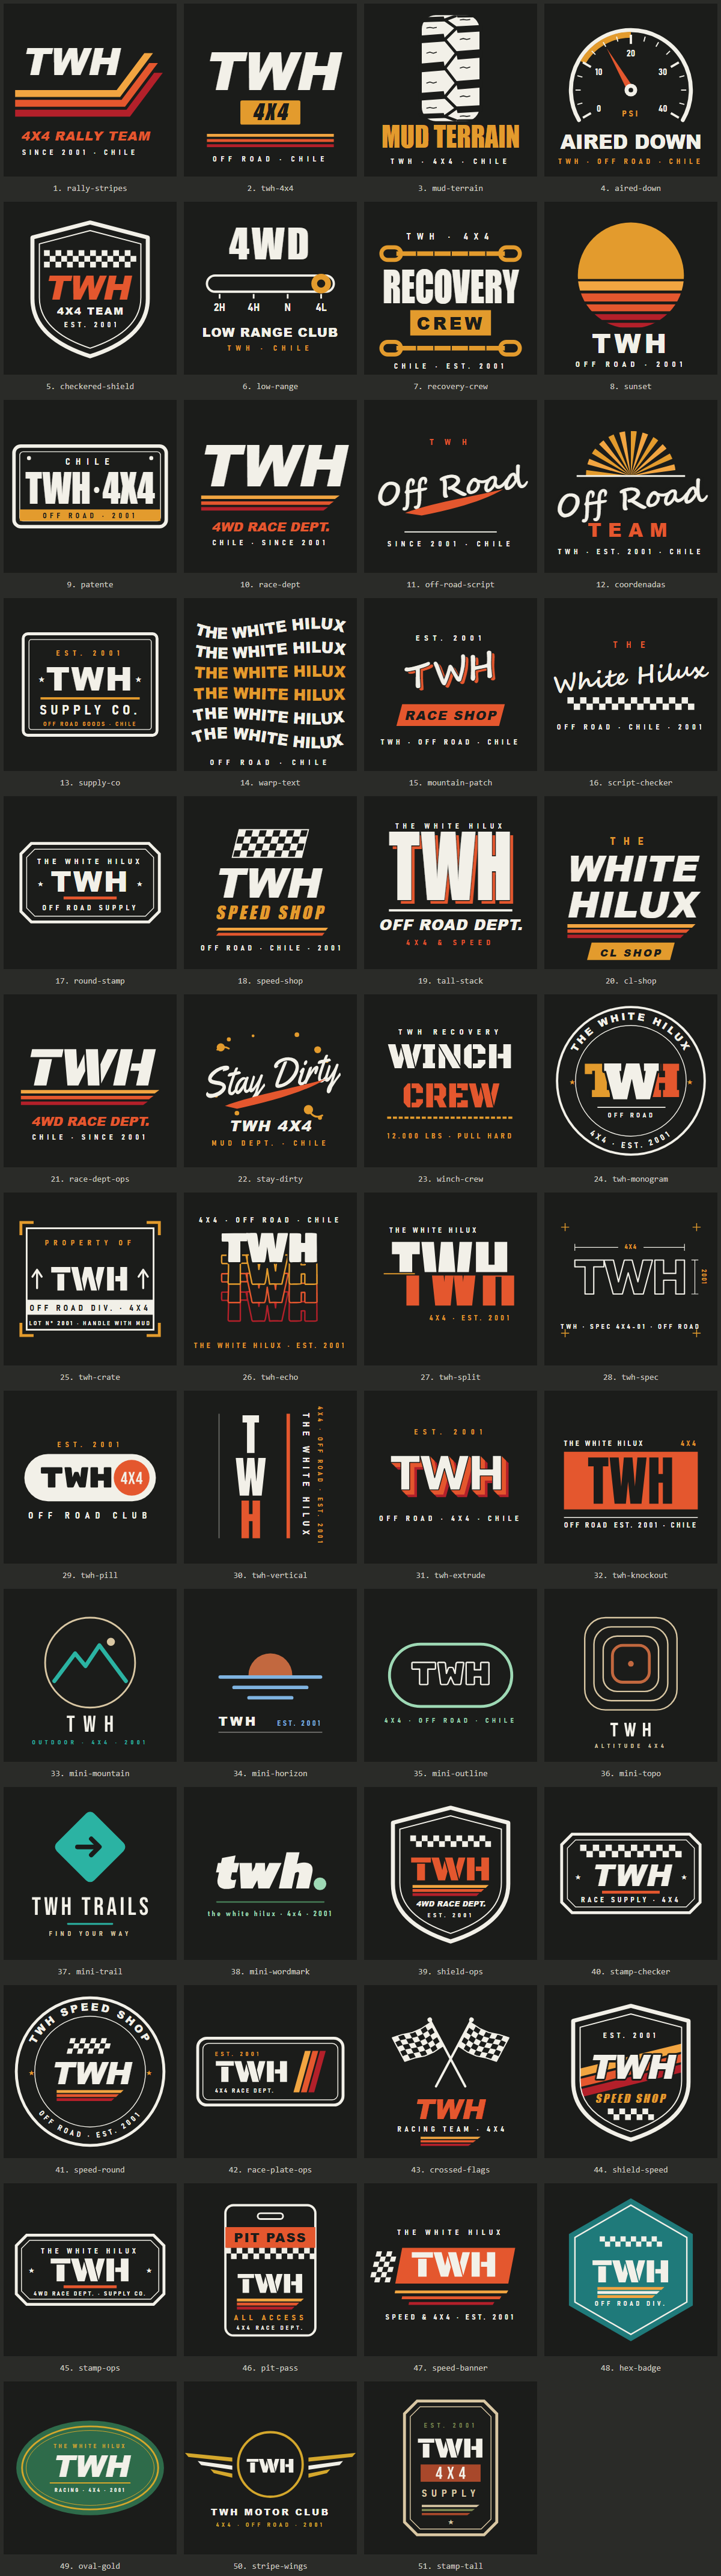 TWH
4X4 RALLY TEAM
SINCE 2001 · CHILE
1. rally-stripes
TWH
4X4
OFF ROAD · CHILE
2. twh-4x4
MUD TERRAIN
TWH · 4X4 · CHILE
3. mud-terrain
0 10 20 30 40
PSI
AIRED DOWN
TWH · OFF ROAD · CHILE
4. aired-down
TWH
4X4 TEAM
EST. 2001
5. checkered-shield
4WD
2H 4H N 4L
LOW RANGE CLUB
TWH · CHILE
6. low-range
TWH · 4X4
RECOVERY
CREW
CHILE · EST. 2001
7. recovery-crew
TWH
OFF ROAD · 2001
8. sunset
CHILE
TWH·4X4
OFF ROAD · 2001
9. patente
TWH
4WD RACE DEPT.
CHILE · SINCE 2001
10. race-dept
TWH
Off Road
SINCE 2001 · CHILE
11. off-road-script
Off Road
TEAM
TWH · EST. 2001 · CHILE
12. coordenadas
EST. 2001
TWH
SUPPLY CO.
OFF ROAD GOODS · CHILE
13. supply-co
THE WHITE HILUX
THE WHITE HILUX
THE WHITE HILUX
THE WHITE HILUX
THE WHITE HILUX
THE WHITE HILUX
OFF ROAD · CHILE
14. warp-text
EST. 2001
TWH
RACE SHOP
TWH · OFF ROAD · CHILE
15. mountain-patch
THE
White Hilux
OFF ROAD · CHILE · 2001
16. script-checker
THE WHITE HILUX
TWH
OFF ROAD SUPPLY
17. round-stamp
TWH
SPEED SHOP
OFF ROAD · CHILE · 2001
18. speed-shop
THE WHITE HILUX
TWH
OFF ROAD DEPT.
4X4 & SPEED
19. tall-stack
THE
WHITE
HILUX
CL SHOP
20. cl-shop
TWH
4WD RACE DEPT.
CHILE · SINCE 2001
21. race-dept-ops
Stay Dirty
TWH 4X4
MUD DEPT. · CHILE
22. stay-dirty
TWH RECOVERY
WINCH
CREW
12.000 LBS · PULL HARD
23. winch-crew
THE WHITE HILUX
TWH
OFF ROAD
4X4 · EST. 2001
24. twh-monogram
PROPERTY OF
TWH
OFF ROAD DIV. · 4X4
LOT Nº 2001 · HANDLE WITH MUD
25. twh-crate
4X4 · OFF ROAD · CHILE
TWH
TWH
TWH
TWH
THE WHITE HILUX · EST. 2001
26. twh-echo
THE WHITE HILUX
TWH
TWH
4X4 · EST. 2001
27. twh-split
4X4
TWH
2001
TWH · SPEC 4X4-01 · OFF ROAD
28. twh-spec
EST. 2001
TWH 4X4
OFF ROAD CLUB
29. twh-pill
T
W
H
THE WHITE HILUX
4X4 · OFF ROAD · EST. 2001
30. twh-vertical
EST. 2001
TWH
OFF ROAD · 4X4 · CHILE
31. twh-extrude
THE WHITE HILUX 4X4
TWH
OFF ROAD EST. 2001 · CHILE
32. twh-knockout
TWH
OUTDOOR · 4X4 · 2001
33. mini-mountain
TWH EST. 2001
34. mini-horizon
TWH
4X4 · OFF ROAD · CHILE
35. mini-outline
TWH
ALTITUDE 4X4
36. mini-topo
TWH TRAILS
FIND YOUR WAY
37. mini-trail
twh.
the white hilux · 4x4 · 2001
38. mini-wordmark
TWH
4WD RACE DEPT.
EST. 2001
39. shield-ops
TWH
RACE SUPPLY · 4X4
40. stamp-checker
TWH SPEED SHOP
TWH
OFF ROAD · EST. 2001
41. speed-round
EST. 2001
TWH
4X4 RACE DEPT.
42. race-plate-ops
TWH
RACING TEAM · 4X4
43. crossed-flags
EST. 2001
TWH
SPEED SHOP
44. shield-speed
THE WHITE HILUX
TWH
4WD RACE DEPT. · SUPPLY CO.
45. stamp-ops
PIT PASS
TWH
ALL ACCESS
4X4 RACE DEPT.
46. pit-pass
THE WHITE HILUX
TWH
SPEED & 4X4 · EST. 2001
47. speed-banner
TWH
OFF ROAD DIV.
48. hex-badge
THE WHITE HILUX
TWH
RACING · 4X4 · 2001
49. oval-gold
TWH
TWH MOTOR CLUB
4X4 · OFF ROAD · 2001
50. stripe-wings
EST. 2001
TWH
4X4
SUPPLY
51. stamp-tall